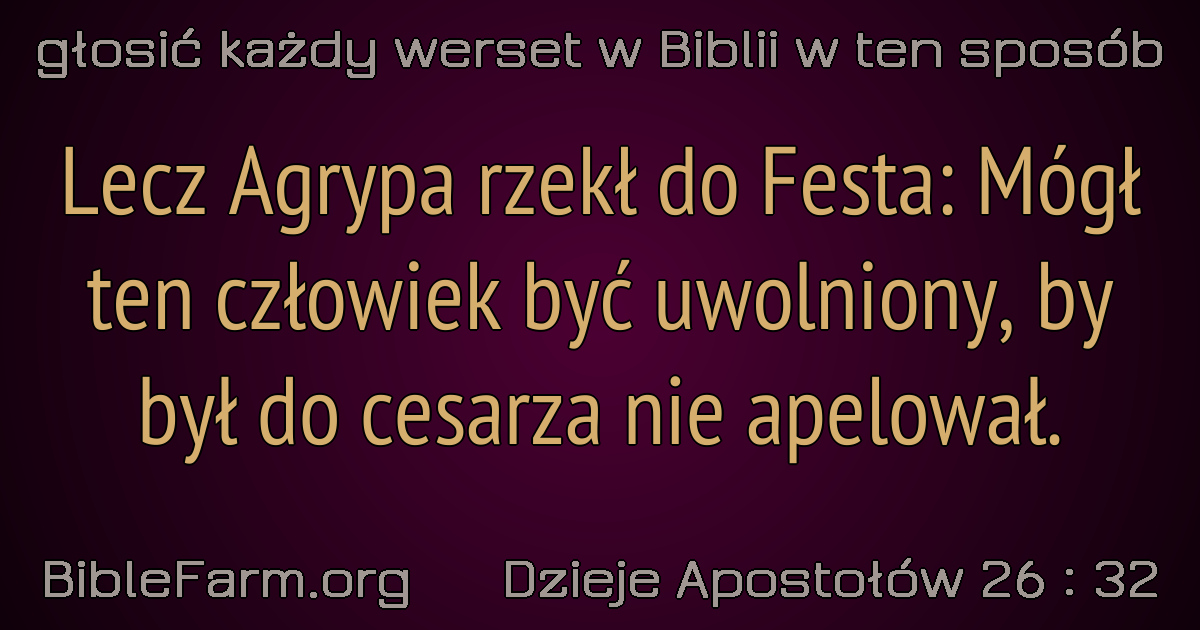 głosić każdy werset w Biblii w ten sposób
Lecz Agrypa rzekł do Festa: Mógł
ten człowiek być uwolniony, by
był do cesarza nie apelował.
BibleFarm.org Dzieje Apostołów 26 : 32